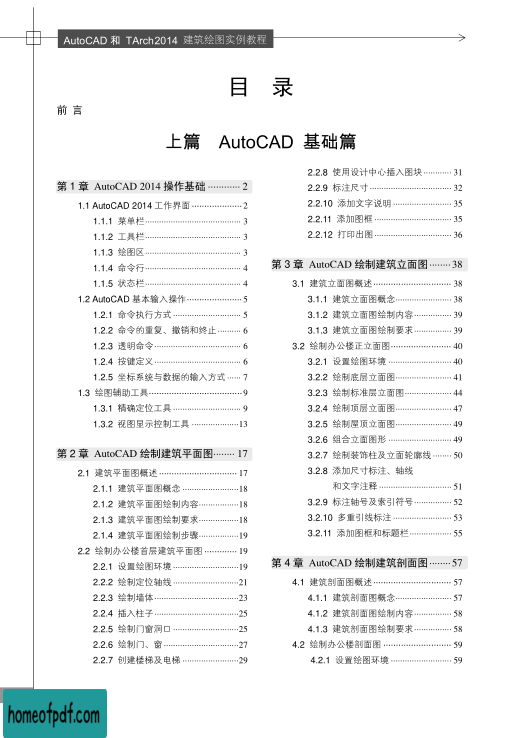 AutoCAD 和 TArch2014 建筑绘图实例教程
目 录
前 言
上篇 AutoCAD 基础篇
第 1 章 AutoCAD 2014 操作基础 ············ 2
1.1 AutoCAD 2014 工作界面 ···················· 2
1.1.1 菜单栏······································ 3
1.1.2 工具栏······································ 3
1.1.3 绘图区······································ 3
1.1.4 命令行······································ 4
1.1.5 状态栏······································ 4
1.2 AutoCAD 基本输入操作······················ 5
1.2.1 命令执行方式 ··························· 5
1.2.2 命令的重复、撤销和终止 ········· 6
1.2.3 透明命令·································· 6
1.2.4 按键定义·································· 6
1.2.5 坐标系统与数据的输入方式 ····· 7
1.3 绘图辅助工具····································· 9
1.3.1 精确定位工具 ··························· 9
1.3.2 视图显示控制工具 ···················13
第 2 章 AutoCAD 绘制建筑平面图········ 17
2.1 建筑平面图概述 ······························· 17
2.1.1 建筑平面图概念 ······················18
2.1.2 建筑平面图绘制内容················18
2.1.3 建筑平面图绘制要求················18
2.1.4 建筑平面图绘制步骤················19
2.2 绘制办公楼首层建筑平面图 ············· 19
2.2.1 设置绘图环境 ··························19
2.2.2 绘制定位轴线 ··························21
2.2.3 绘制墙体··································23
2.2.4 插入柱子··································25
2.2.5 绘制门窗洞口 ··························25
2.2.6 绘制门、窗 ······························27
2.2.7 创建楼梯及电梯 ······················29
2.2.8 使用设计中心插入图块··········· 31
2.2.9 标注尺寸································· 32
2.2.10 添加文字说明 ······················· 35
2.2.11 添加图框 ······························ 35
2.2.12 打印出图 ······························ 36
第 3 章 AutoCAD 绘制建筑立面图········ 38
3.1 建筑立面图概述 ······························· 38
3.1.1 建筑立面图概念······················· 38
3.1.2 建筑立面图绘制内容··············· 39
3.1.3 建筑立面图绘制要求··············· 39
3.2 绘制办公楼正立面图························ 40
3.2.1 设置绘图环境 ························· 40
3.2.2 绘制底层立面图······················ 41
3.2.3 绘制标准层立面图··················· 44
3.2.4 绘制顶层立面图······················ 47
3.2.5 绘制屋顶立面图······················ 49
3.2.6 组合立面图形 ························· 49
3.2.7 绘制装饰柱及立面轮廓线 ······· 50
3.2.8 添加尺寸标注、轴线
和文字注释 ····························· 51
3.2.9 标注轴号及索引符号··············· 52
3.2.10 多重引线标注 ······················· 53
3.2.11 添加图框和标题栏················· 55
第 4 章 AutoCAD 绘制建筑剖面图········ 57
4.1 建筑剖面图概述 ······························· 57
4.1.1 建筑剖面图概念······················· 57
4.1.2 建筑剖面图绘制内容··············· 58
4.1.3 建筑剖面图绘制要求··············· 58
4.2 绘制办公楼剖面图 ··························· 59
4.2.1 设置绘图环境 ························· 59
homeofpdf.com